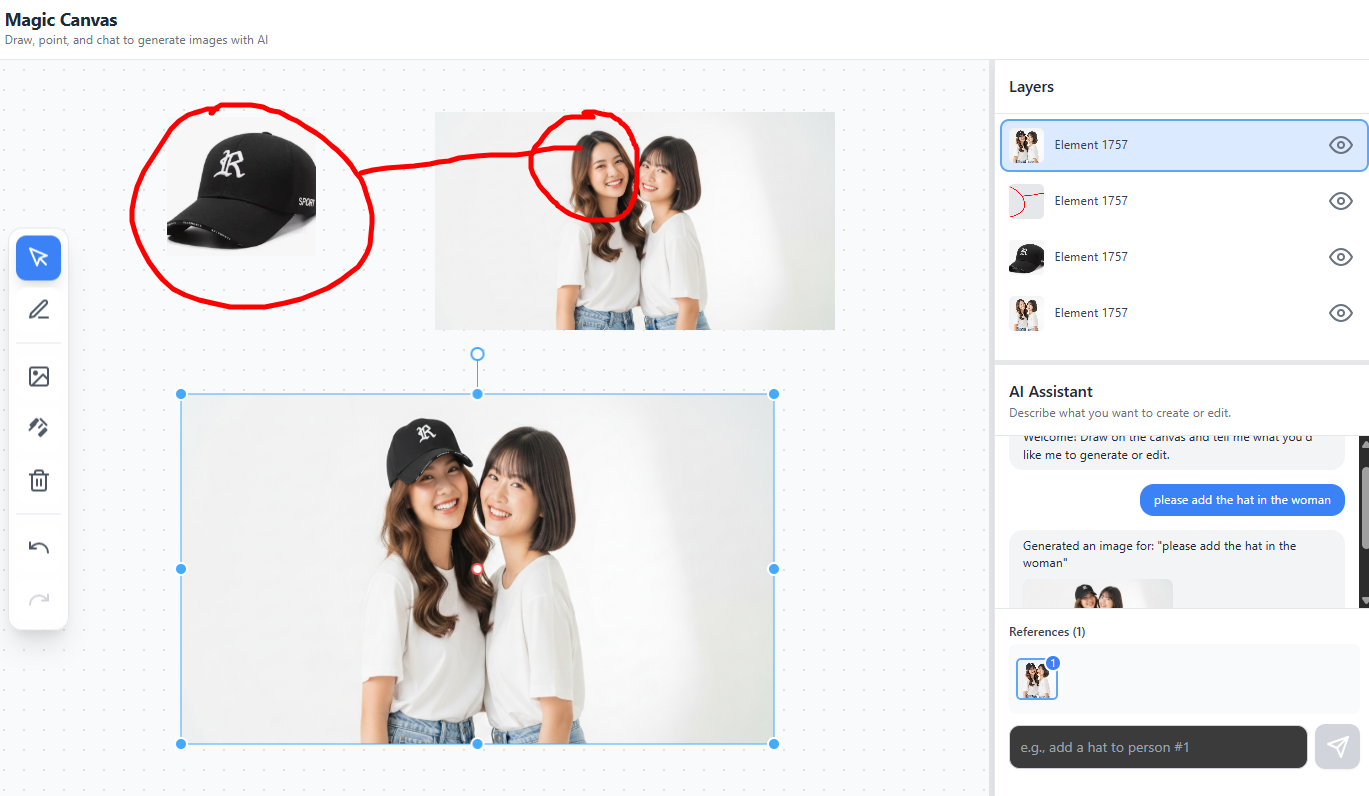 Magic Canvas
Draw, point, and chat to generate images with AI
R
SPORT
R
Layers
Element 1757
Element 1757
Element 1757
Element 1757
AI Assistant
Describe what you want to create or edit.
Welcome! Draw on the canvas and tell me what you'd
like me to generate or edit.
please add the hat in the woman
Generated an image for: "please add the hat in the
woman"
References (1)
1
e.g., add a hat to person #1